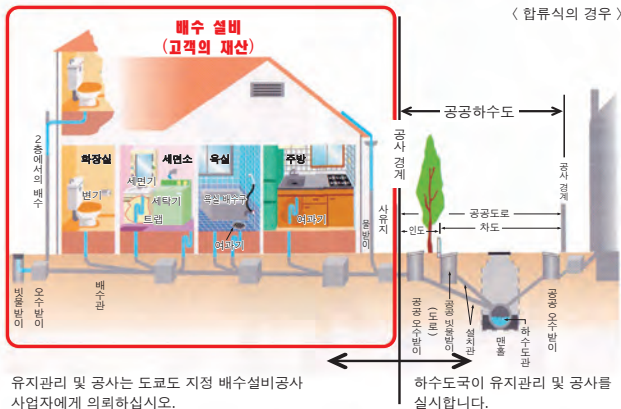 〈 합류식의 경우 〉
배수 설비
(고객의 재산)
공공하수도
2층에서의 배수
화장실
세면소
욕실
주방
변기
세면기
세탁기
트랩
욕실 배수구
여과기
여과기
물받이
사유지
공사 경계
공사 경계
공공도로
인도
차도
빗물받이
오수받이
배수관
공공 오수받이
(도로)
공공 빗물받이
설치관
맨홀
하수도관
공공 오수받이
유지관리 및 공사는 도쿄도 지정 배수설비공사
사업자에게 의뢰하십시오.
하수도국이 유지관리 및 공사를
실시합니다.